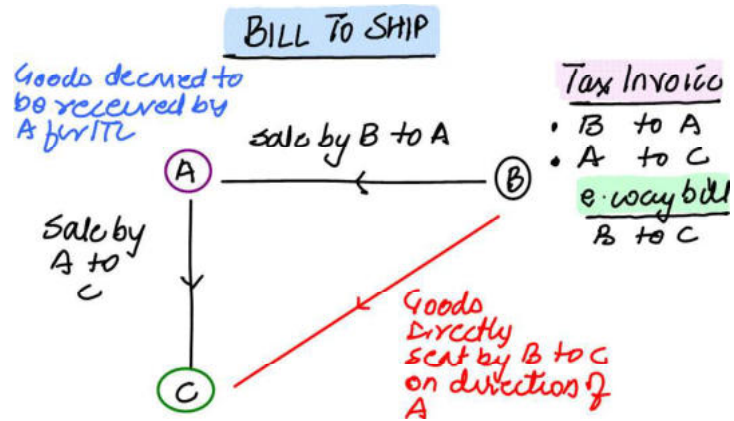 BILL TO SHIP
Goods deemed to
be received by
A for ITC
Tax Invoice
• B to A
• A to C
e-way bill
B to C
sale by B to A
A
B
Sale by
A to
C
C
Goods
Directly
sent by B to C
on direction of
A